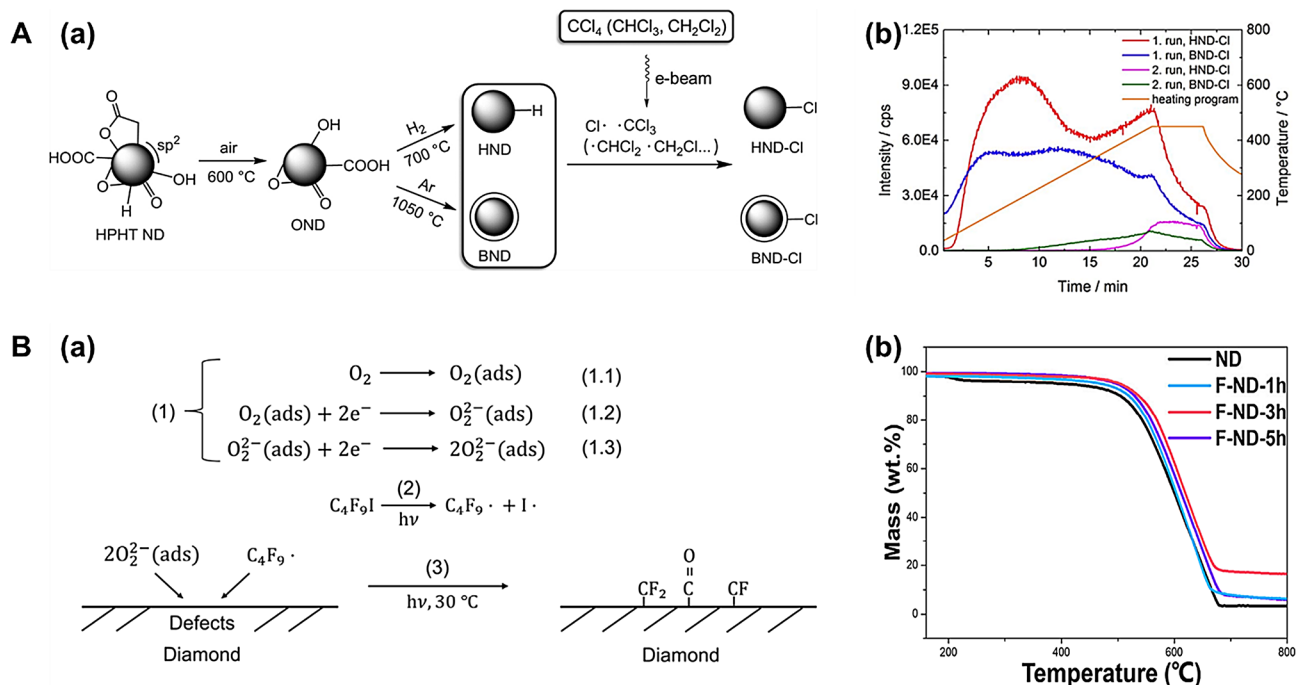 A (a)
CCl4 (CHCl3, CH2Cl2)
e-beam
O
O
HOOC
sp2
O
OH
O
H
HPHT ND
air
600 °C
OH
COOH
O
O
OND
H2
700 °C
Ar
1050 °C
H
HND
BND
Cl· ·CCl3
(·CHCl2 ·CH2Cl...)
Cl
HND-Cl
Cl
BND-Cl
(b)
1.2E5
9.0E4
6.0E4
3.0E4
0.0
Intensity / cps
5 10 15 20 25 30
Time / min
800
600
400
200
0
Temperature / °C
1. run, HND-Cl
1. run, BND-Cl
2. run, HND-Cl
2. run, BND-Cl
heating program
B (a)
(1)
O₂ ⟶ O₂(ads) (1.1)
O₂(ads) + 2e⁻ ⟶ O₂²⁻(ads) (1.2)
O₂²⁻(ads) + 2e⁻ ⟶ 2O₂²⁻(ads) (1.3)
(2)
C₄F₉I ⟶ C₄F₉· + I·
hν
2O₂²⁻(ads) C₄F₉·
Defects
Diamond
(3)
hν, 30 °C
O
CF₂ C CF
Diamond
(b)
ND
F-ND-1h
F-ND-3h
F-ND-5h
100
80
60
40
20
0
Mass (wt.%)
200 400 600 800
Temperature (℃)